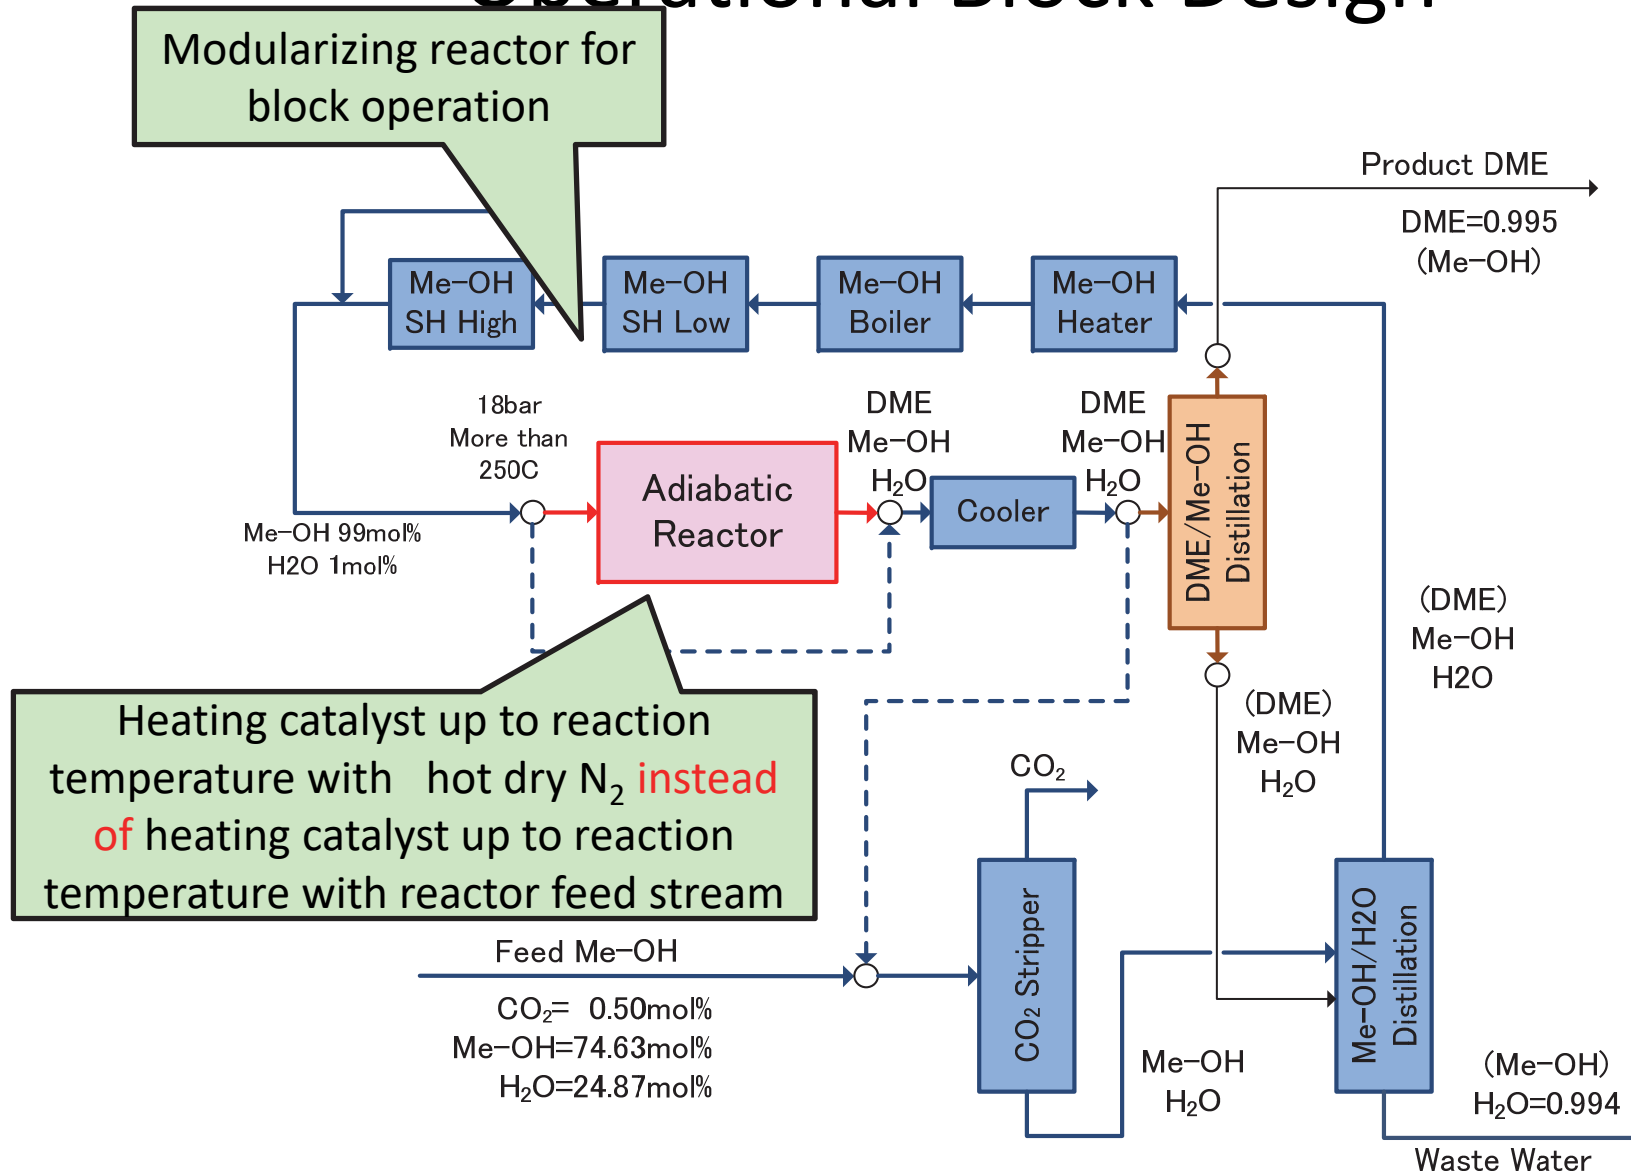 Operational Block Design
Modularizing reactor for
block operation
Product DME
DME=0.995
(Me-OH)
Me-OH
SH High
Me-OH
SH Low
Me-OH
Boiler
Me-OH
Heater
18bar
More than
250C
DME
Me-OH
H₂O
DME
Me-OH
H₂O
Adiabatic
Reactor
Cooler
DME/Me-OH
Distillation
Me-OH 99mol%
H2O 1mol%
(DME)
Me-OH
H2O
Heating catalyst up to reaction
temperature with hot dry N₂ instead
of heating catalyst up to reaction
temperature with reactor feed stream
(DME)
Me-OH
H₂O
CO₂
CO₂ Stripper
Me-OH/H2O
Distillation
Feed Me-OH
CO₂= 0.50mol%
Me-OH=74.63mol%
H₂O=24.87mol%
Me-OH
H₂O
(Me-OH)
H₂O=0.994
Waste Water